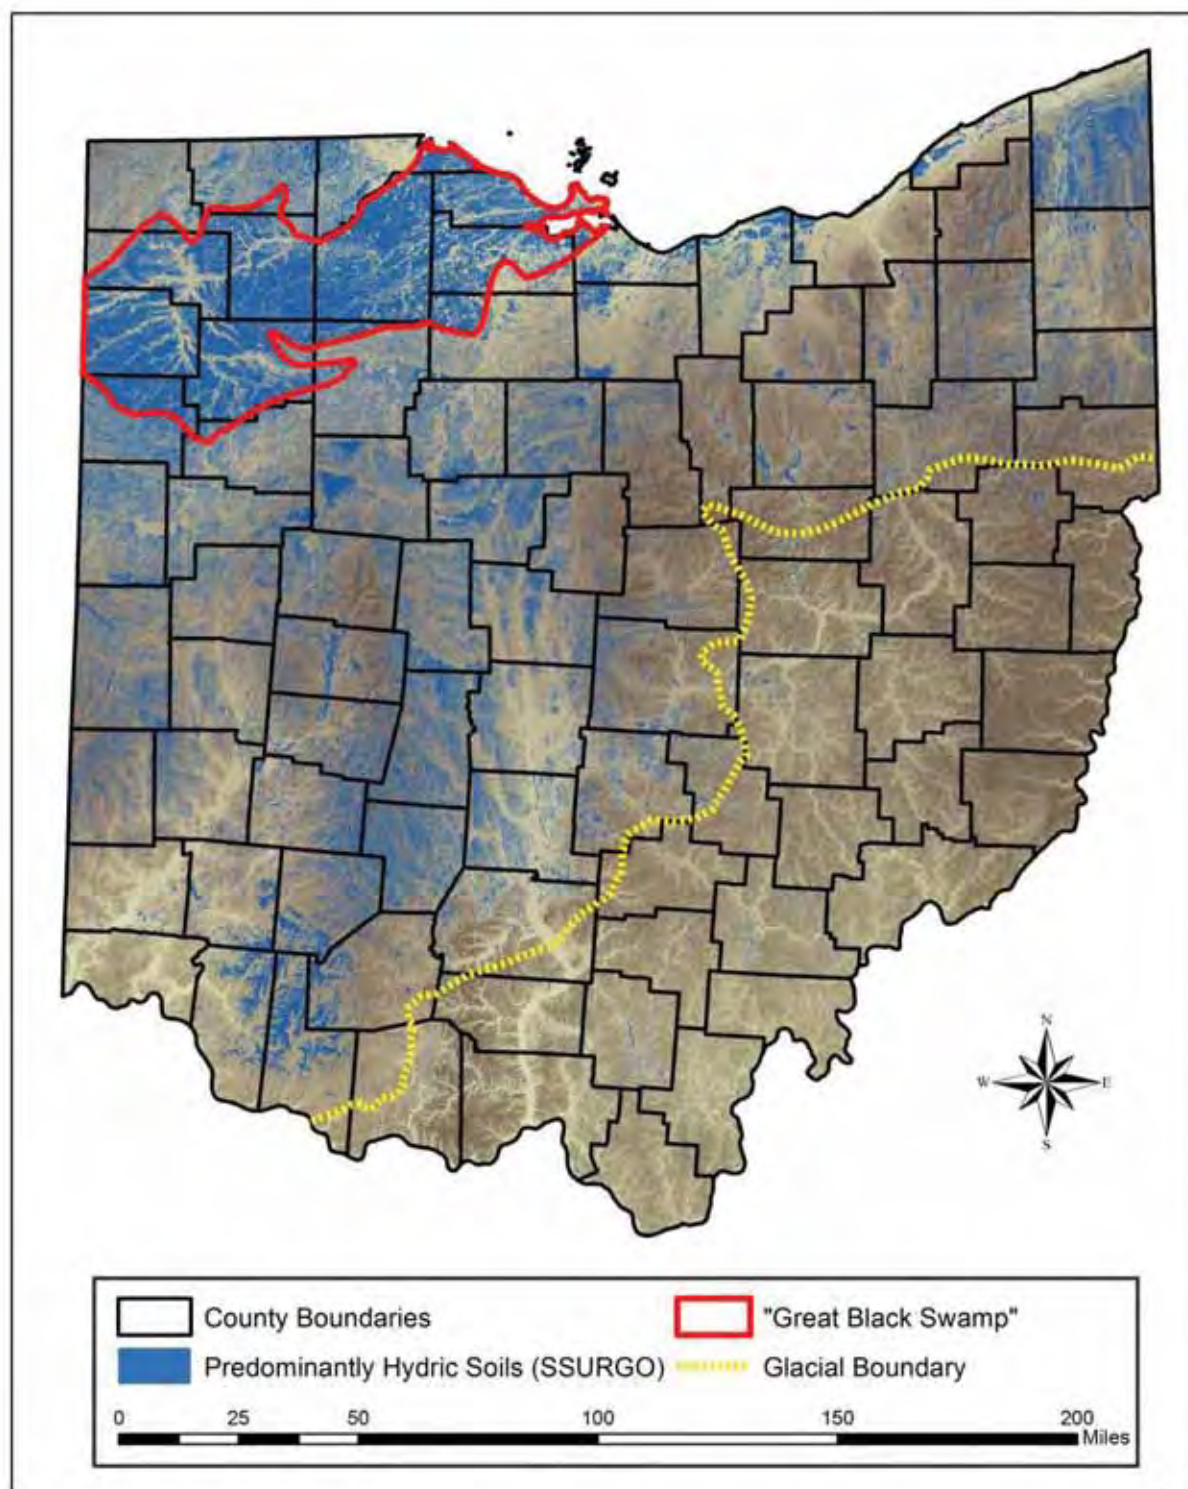 N
W E
S
County Boundaries
"Great Black Swamp"
Predominantly Hydric Soils (SSURGO)
Glacial Boundary
0 25 50 100 150 200
Miles